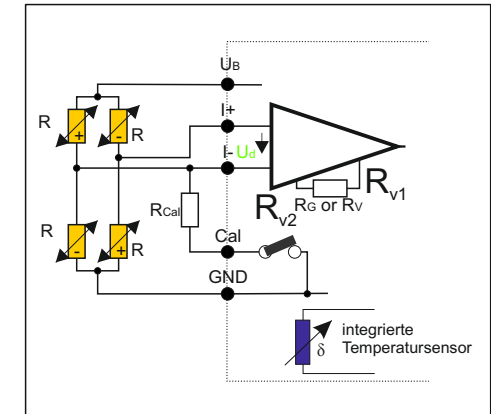 UB
I+
R
+
-
R
I-
Ud
Rv1
RG or RV
Rv2
RCal
R
-
+
R
Cal
GND
integrierte
δ
Temperatursensor